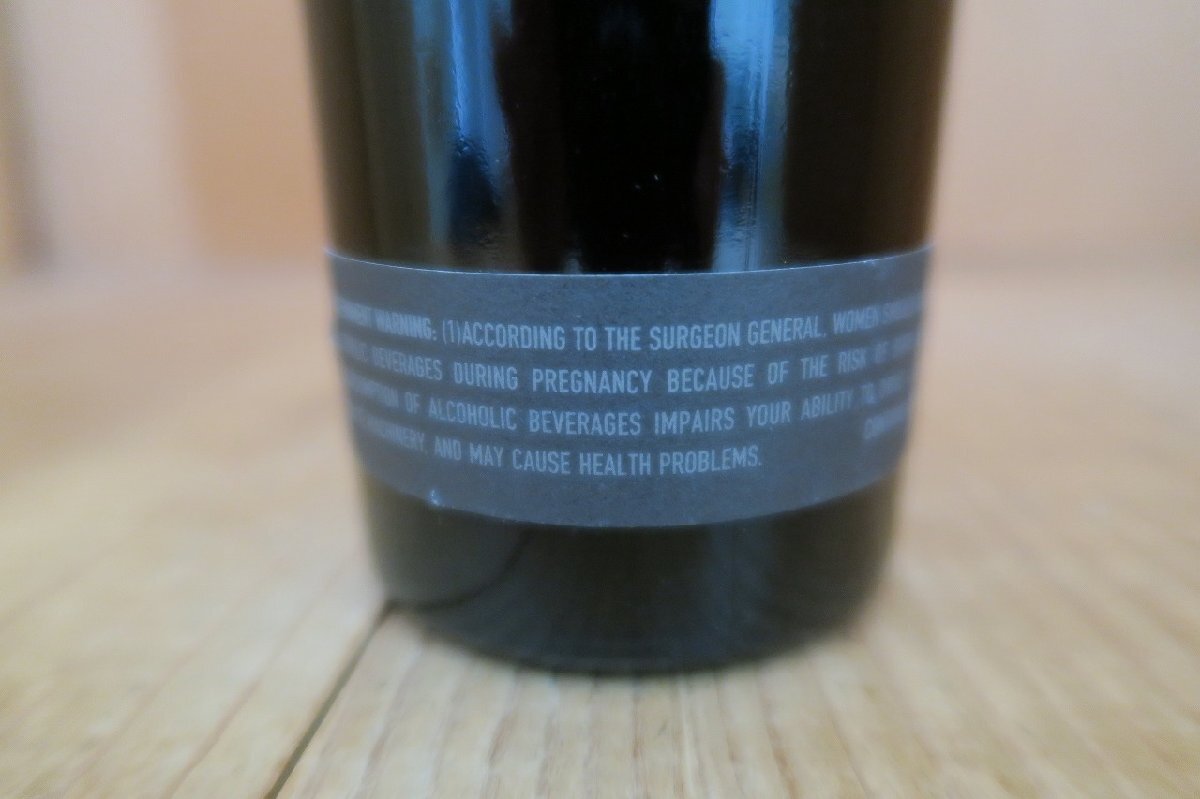 WARNING: (1)ACCORDING TO THE SURGEON GENERAL, WOMEN
BEVERAGES DURING PREGNANCY BECAUSE OF THE RISK OF
OF ALCOHOLIC BEVERAGES IMPAIRS YOUR ABILITY TO
AND MAY CAUSE HEALTH PROBLEMS.